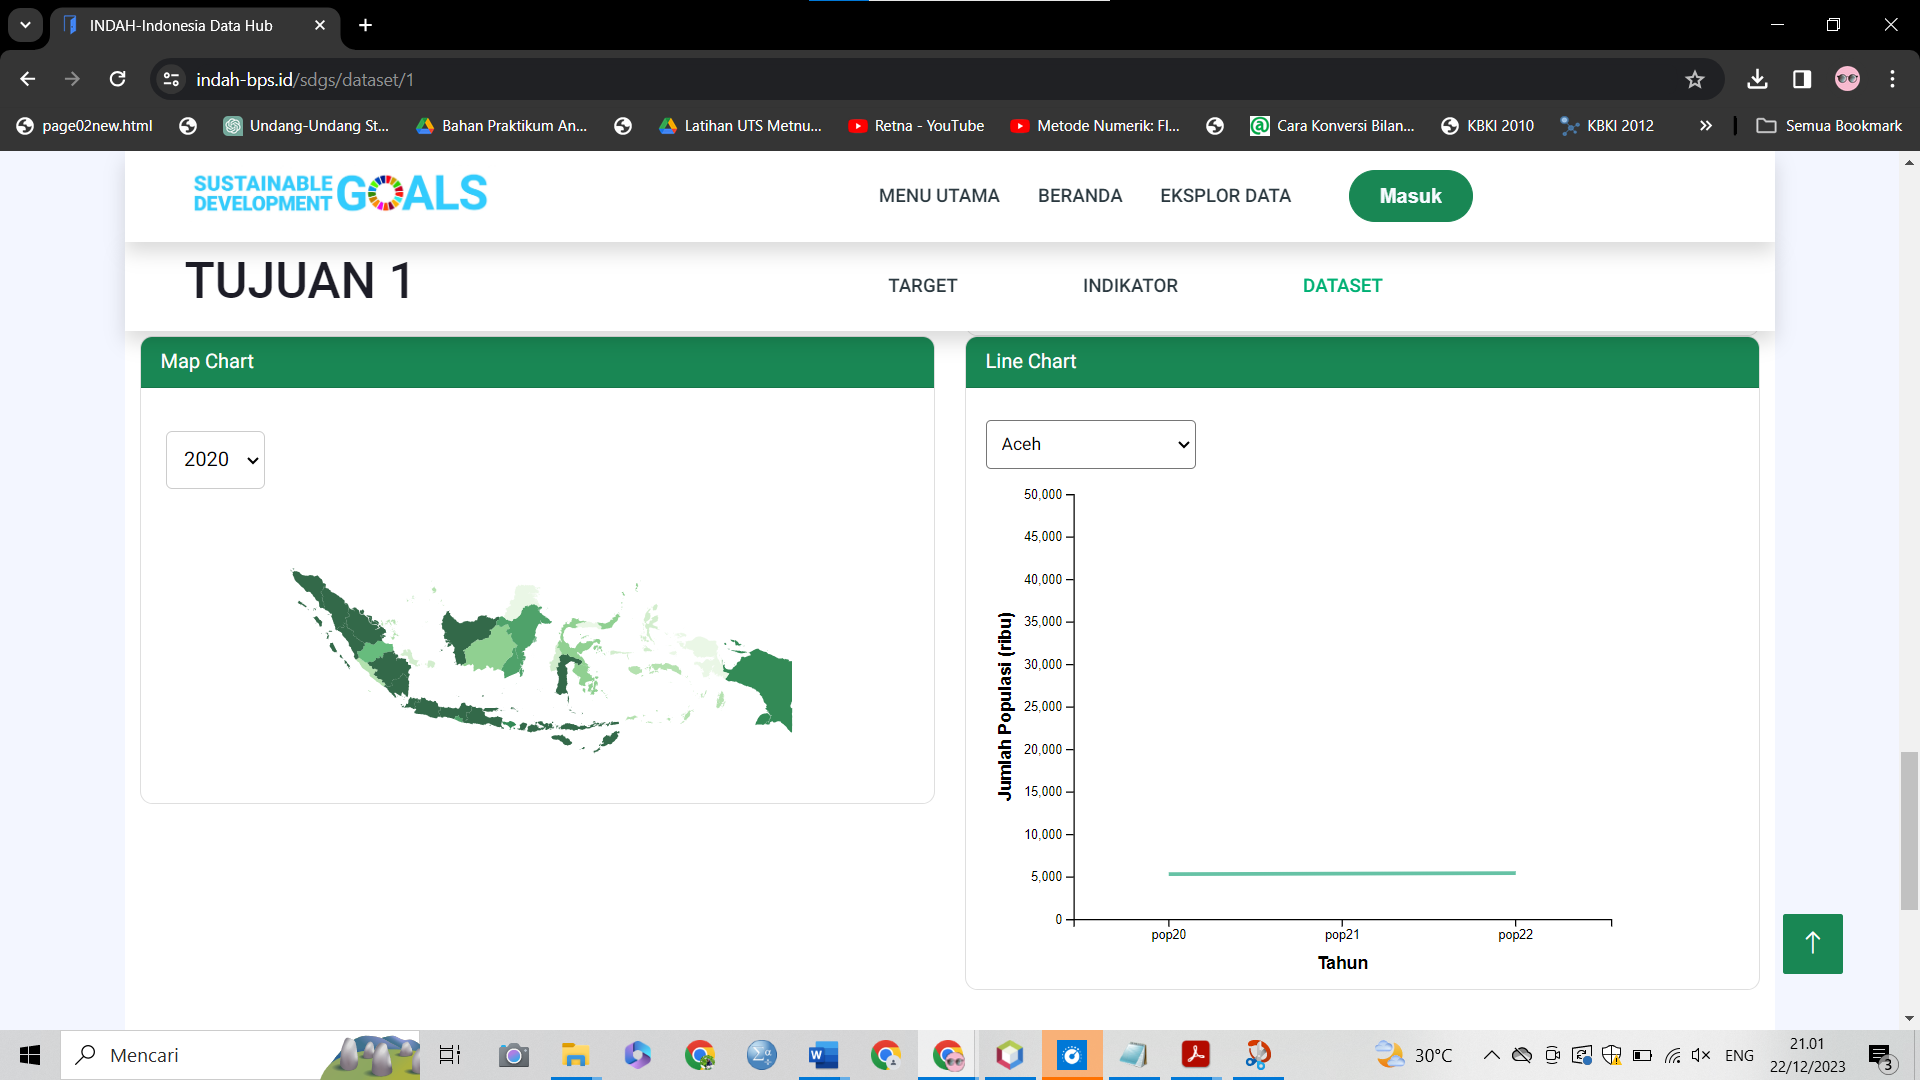 INDAH-Indonesia Data Hub
indah-bps.id/sdgs/dataset/1
page02new.html
Undang-Undang St...
Bahan Praktikum An...
Latihan UTS Metnu...
Retna - YouTube
Metode Numerik: Fl...
Cara Konversi Bilan...
KBKI 2010
KBKI 2012
Semua Bookmark
SUSTAINABLE
DEVELOPMENT GOALS
MENU UTAMA
BERANDA
EKSPLOR DATA
Masuk
TUJUAN 1
TARGET
INDIKATOR
DATASET
Map Chart
2020
Line Chart
Aceh
50,000
45,000
40,000
35,000
30,000
25,000
20,000
15,000
10,000
5,000
0
Jumlah Populasi (ribu)
pop20
pop21
pop22
Tahun
Mencari
30°C
ENG
21.01
22/12/2023
3